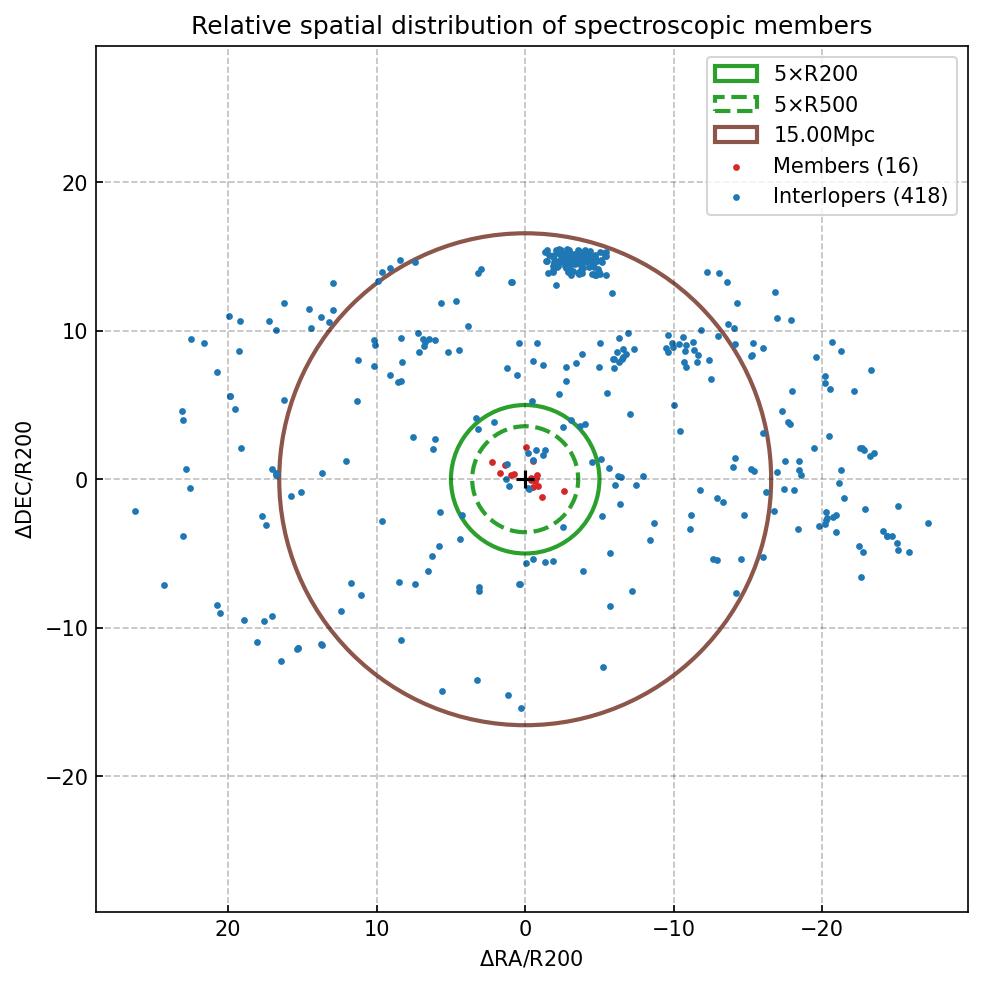 Relative spatial distribution of spectroscopic members
5×R200
5×R500
15.00Mpc
Members (16)
Interlopers (418)
20
10
0
−10
−20
ΔDEC/R200
20
10
0
−10
−20
ΔRA/R200